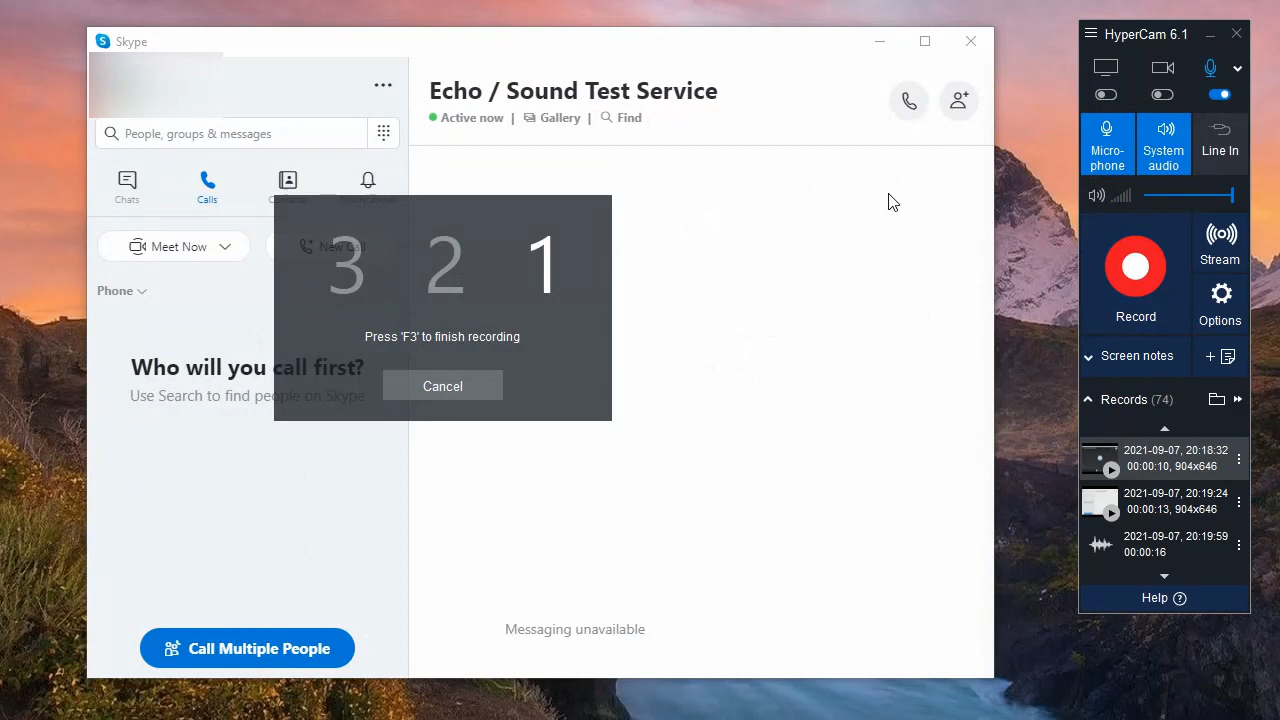 Skype
People, groups & messages
Chats
Calls
Meet Now
New Call
Phone
Who will you call first?
Use Search to find people on Skype
Call Multiple People
Echo / Sound Test Service
Active now | Gallery | Find
Messaging unavailable
3 2 1
Press 'F3' to finish recording
Cancel
HyperCam 6.1
Micro-
phone
System
audio
Line In
Record
Stream
Options
Screen notes
Records (74)
2021-09-07, 20:18:32
00:00:10, 904x646
2021-09-07, 20:19:24
00:00:13, 904x646
2021-09-07, 20:19:59
00:00:16
Help